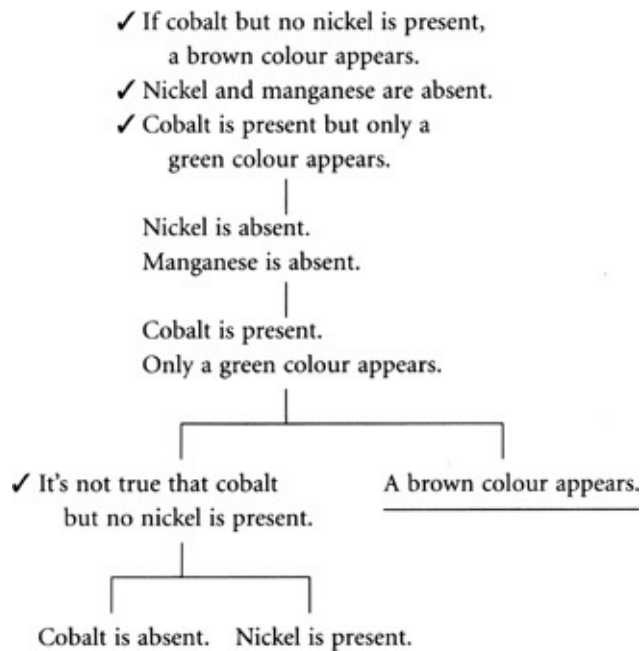 ✓ If cobalt but no nickel is present,
a brown colour appears.
✓ Nickel and manganese are absent.
✓ Cobalt is present but only a
green colour appears.
Nickel is absent.
Manganese is absent.
Cobalt is present.
Only a green colour appears.
✓ It's not true that cobalt
but no nickel is present.
A brown colour appears.
Cobalt is absent. Nickel is present.